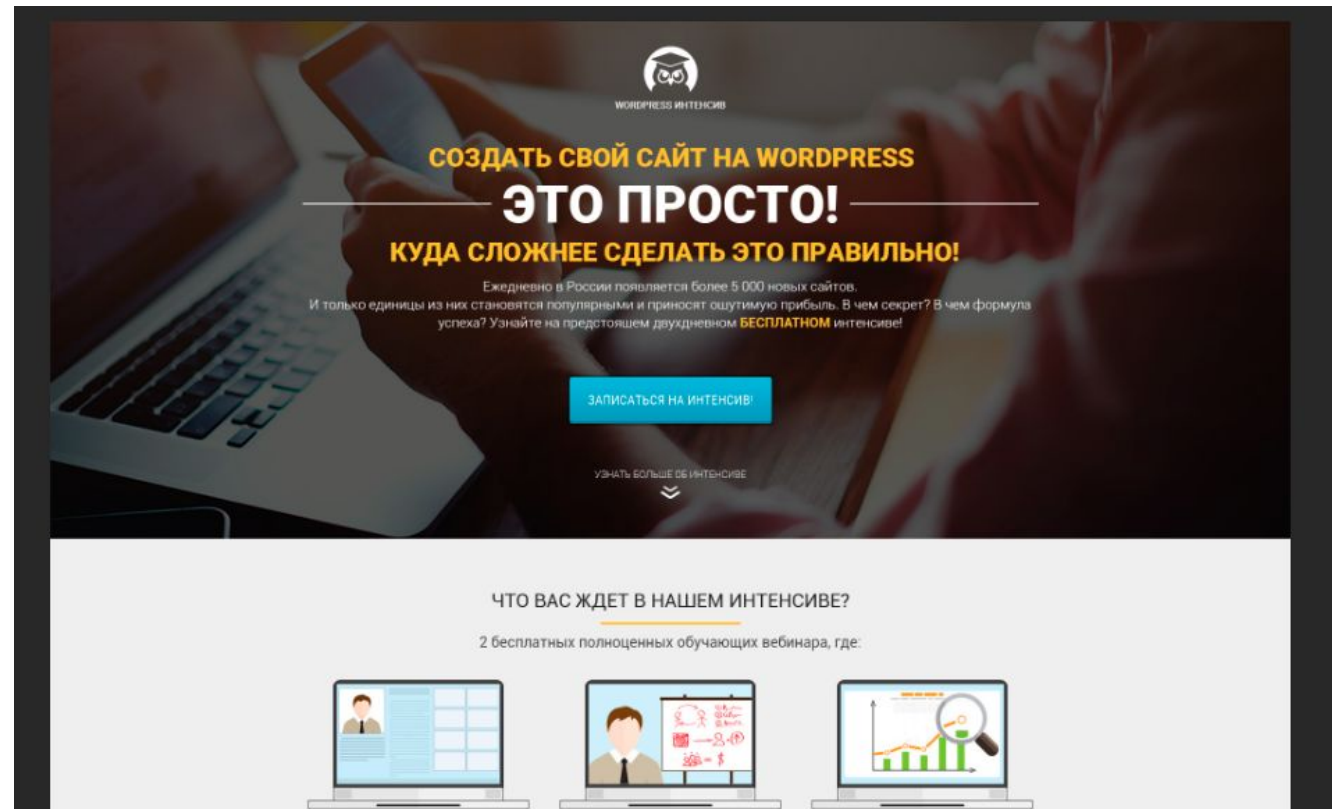 WORDPRESS ИНТЕНСИВ
СОЗДАТЬ СВОЙ САЙТ НА WORDPRESS
ЭТО ПРОСТО!
КУДА СЛОЖНЕЕ СДЕЛАТЬ ЭТО ПРАВИЛЬНО!
Ежедневно в России появляется более 5 000 новых сайтов.
И только единицы из них становятся популярными и приносят ощутимую прибыль. В чем секрет? В чем формула
успеха? Узнайте на предстоящем двухдневном БЕСПЛАТНОМ интенсиве!
ЗАПИСАТЬСЯ НА ИНТЕНСИВ!
УЗНАТЬ БОЛЬШЕ ОБ ИНТЕНСИВЕ
ЧТО ВАС ЖДЕТ В НАШЕМ ИНТЕНСИВЕ?
2 бесплатных полноценных обучающих вебинара, где: